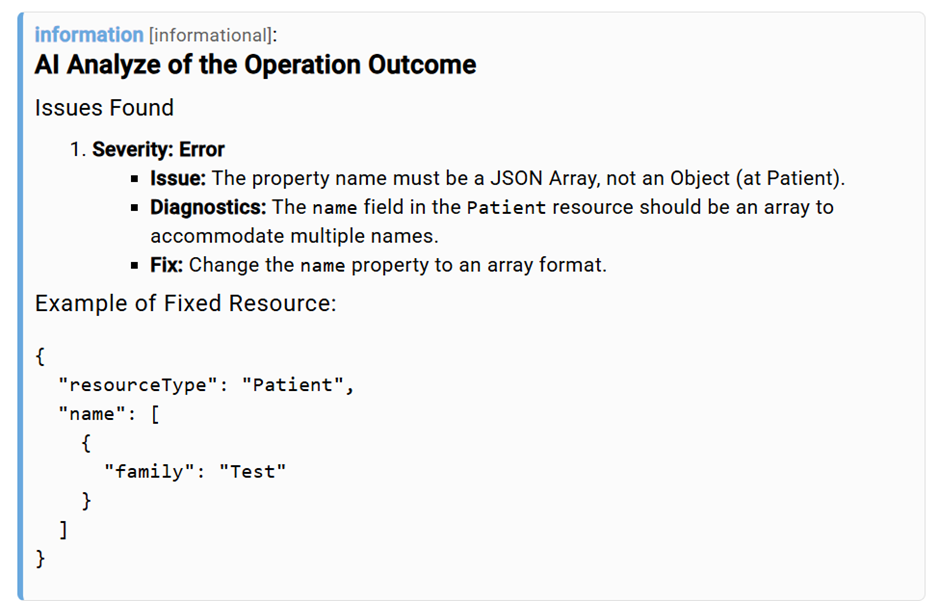 information [informational]:
AI Analyze of the Operation Outcome
Issues Found
1. Severity: Error
▪ Issue: The property name must be a JSON Array, not an Object (at Patient).
▪ Diagnostics: The name field in the Patient resource should be an array to
accommodate multiple names.
▪ Fix: Change the name property to an array format.
Example of Fixed Resource:
{
  "resourceType": "Patient",
  "name": [
    {
      "family": "Test"
    }
  ]
}